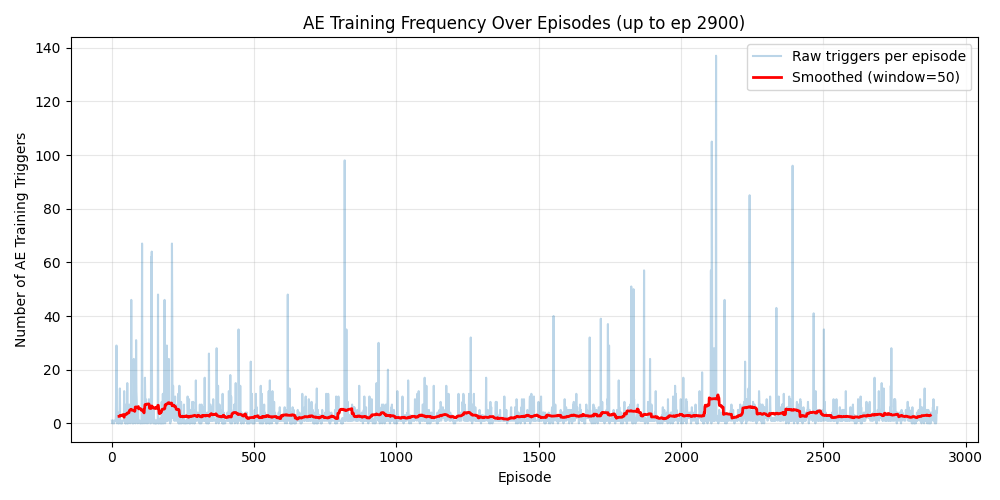 AE Training Frequency Over Episodes (up to ep 2900)
Raw triggers per episode
Smoothed (window=50)
Number of AE Training Triggers
140
120
100
80
60
40
20
0
0 500 1000 1500 2000 2500 3000
Episode